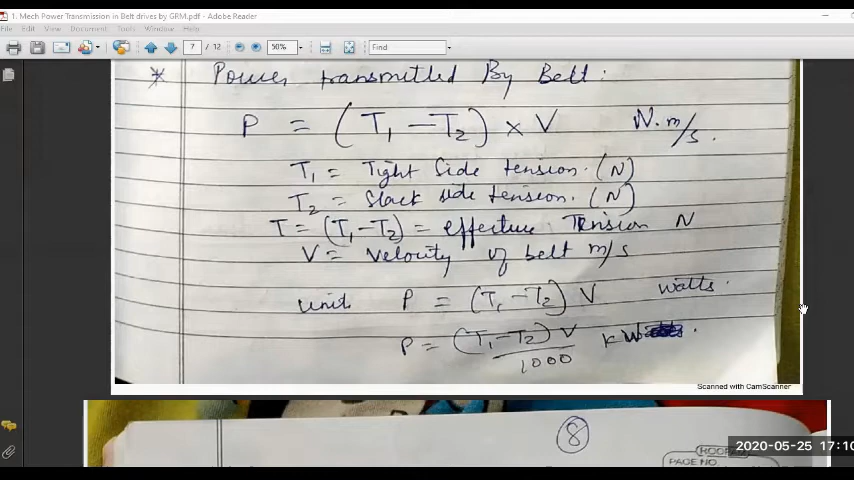 1. Mech Power Transmission in Belt drives by GRM.pdf - Adobe Reader
File Edit View Document Tools Window Help
7 / 12 50% Find
* Power transmitted By Belt:
P = (T₁ - T₂) × V N.m/s.
T₁ = Tight Side tension. (N)
T₂ = Slack side tension. (N)
T = (T₁ - T₂) = effective Tension N
V = velocity of belt m/s
unit P = (T₁ - T₂) V watts.
P = (T₁ - T₂) V / 1000 KW.
Scanned with CamScanner
8
2020-05-25 17:10
PAGE NO.